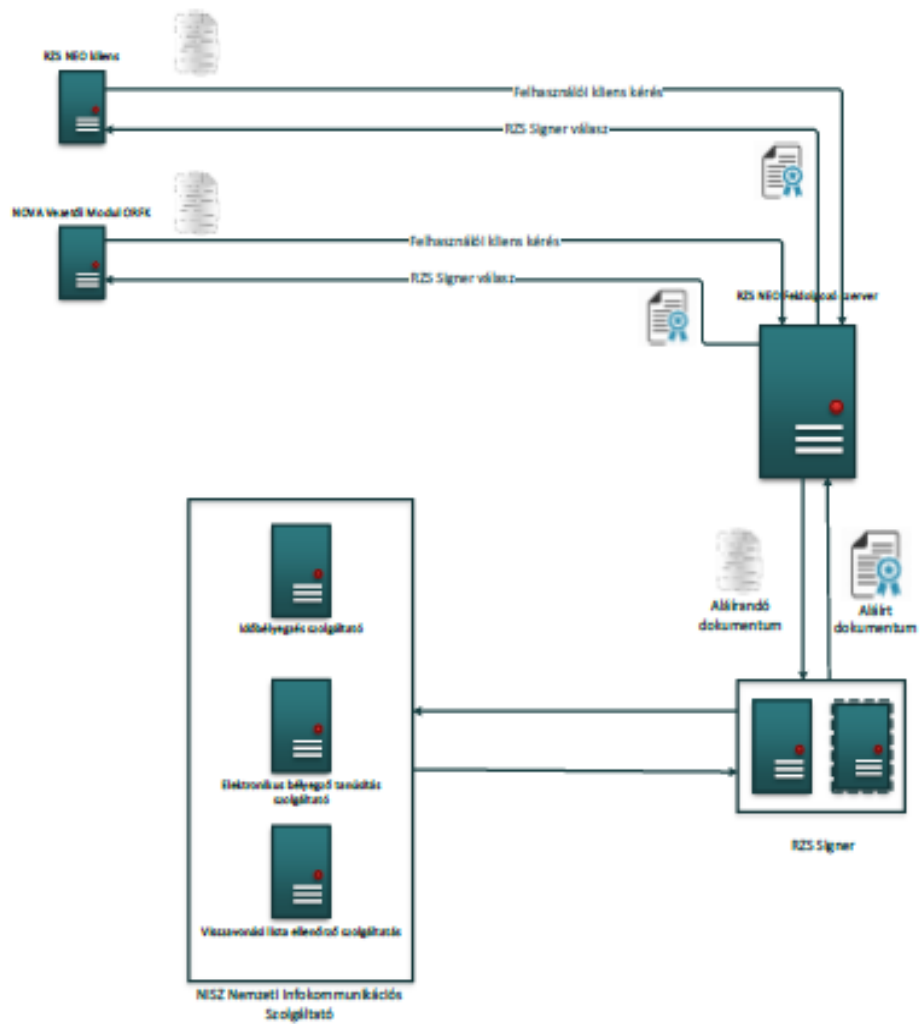 RZS NEO kliens
Felhasználói kliens kérés
RZS Signer válasz
NOVA Vezetői Modul ORFK
Felhasználói kliens kérés
RZS Signer válasz
RZS NEO Feldolgozó szerver
Aláírandó
dokumentum
Aláírt
dokumentum
Időbélyegzés szolgáltató
Elektronikus bélyegző tanúsítás
szolgáltató
Visszavonási lista ellenőrző szolgáltatás
RZS Signer
NISZ Nemzeti Infokommunikációs
Szolgáltató